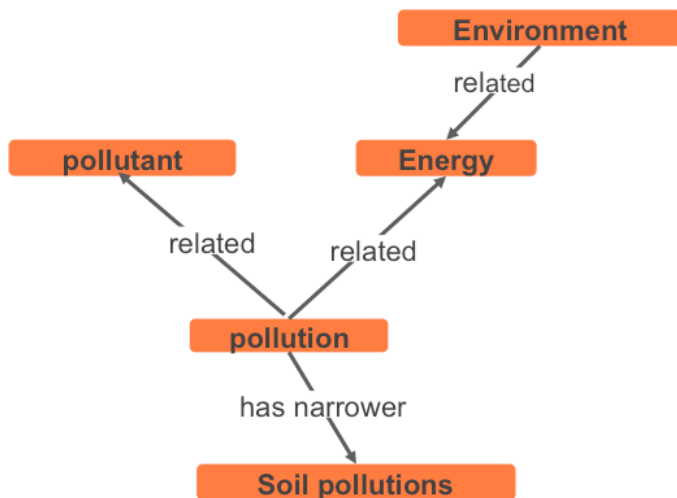 Environment
related
pollutant
Energy
related
related
pollution
has narrower
Soil pollutions